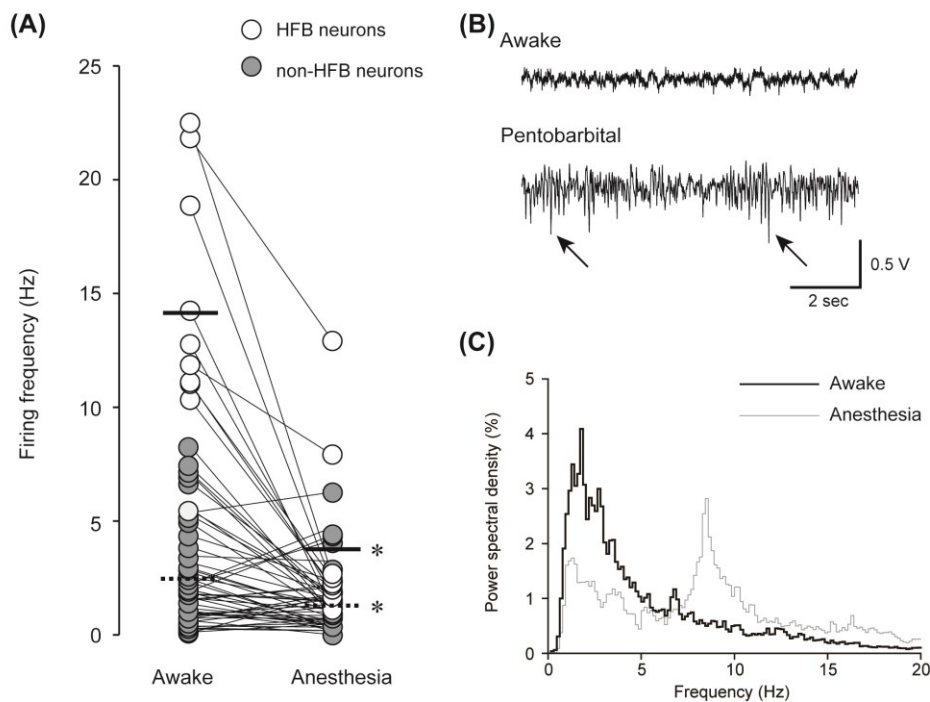 (A)
HFB neurons
non-HFB neurons
25
20
15
10
5
0
Firing frequency (Hz)
*
*
Awake
Anesthesia
(B)
Awake
Pentobarbital
0.5 V
2 sec
(C)
Awake
Anesthesia
5
4
3
2
1
0
Power spectral density (%)
0 5 10 15 20
Frequency (Hz)